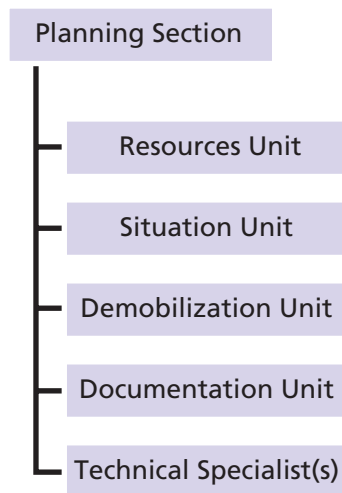 Planning Section
Resources Unit
Situation Unit
Demobilization Unit
Documentation Unit
Technical Specialist(s)